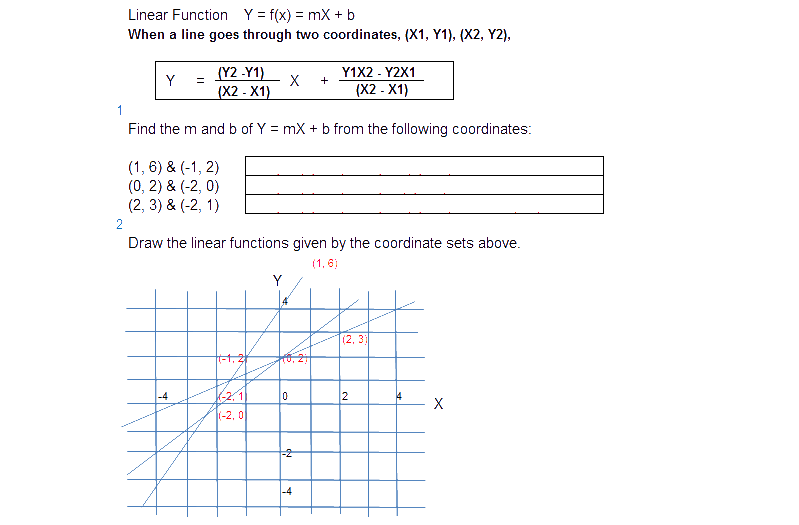 Linear Function Y = f(x) = mX + b
When a line goes through two coordinates, (X1, Y1), (X2, Y2),
Y = (Y2 -Y1) X + Y1X2 - Y2X1
(X2 - X1) (X2 - X1)
1
Find the m and b of Y = mX + b from the following coordinates:
(1, 6) & (-1, 2)
(0, 2) & (-2, 0)
(2, 3) & (-2, 1)
2
Draw the linear functions given by the coordinate sets above.
(1, 6)
Y
4
(2, 3)
(-1, 2) (0, 2)
-4 (-2, 1) 0 2 4
X
(-2, 0)
-2
-4